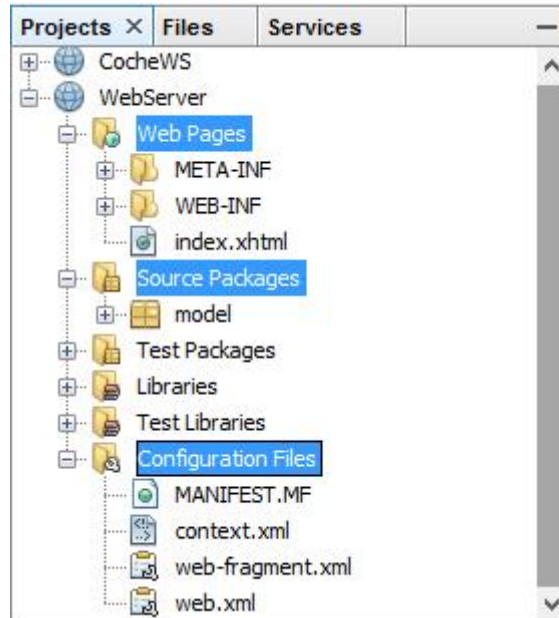 Projects Files Services
CocheWS
WebServer
Web Pages
META-INF
WEB-INF
index.xhtml
Source Packages
model
Test Packages
Libraries
Test Libraries
Configuration Files
MANIFEST.MF
context.xml
web-fragment.xml
web.xml